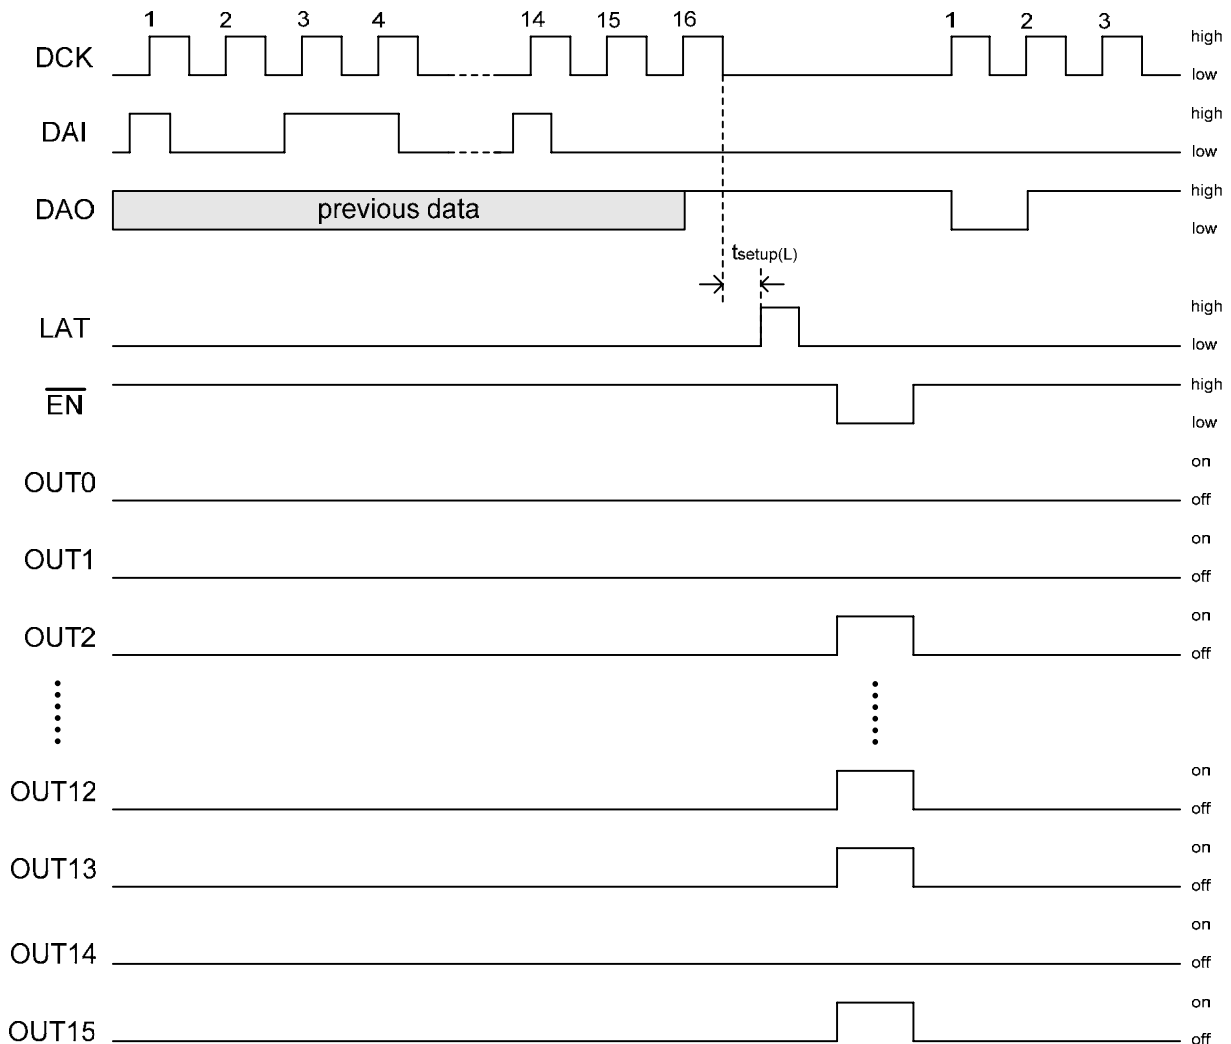 1 2 3 4 14 15 16 1 2 3
DCK high
low
DAI high
low
DAO previous data high
low
tsetup(L)
LAT high
low
EN high
low
OUT0 on
off
OUT1 on
off
OUT2 on
off
OUT12 on
off
OUT13 on
off
OUT14 on
off
OUT15 on
off